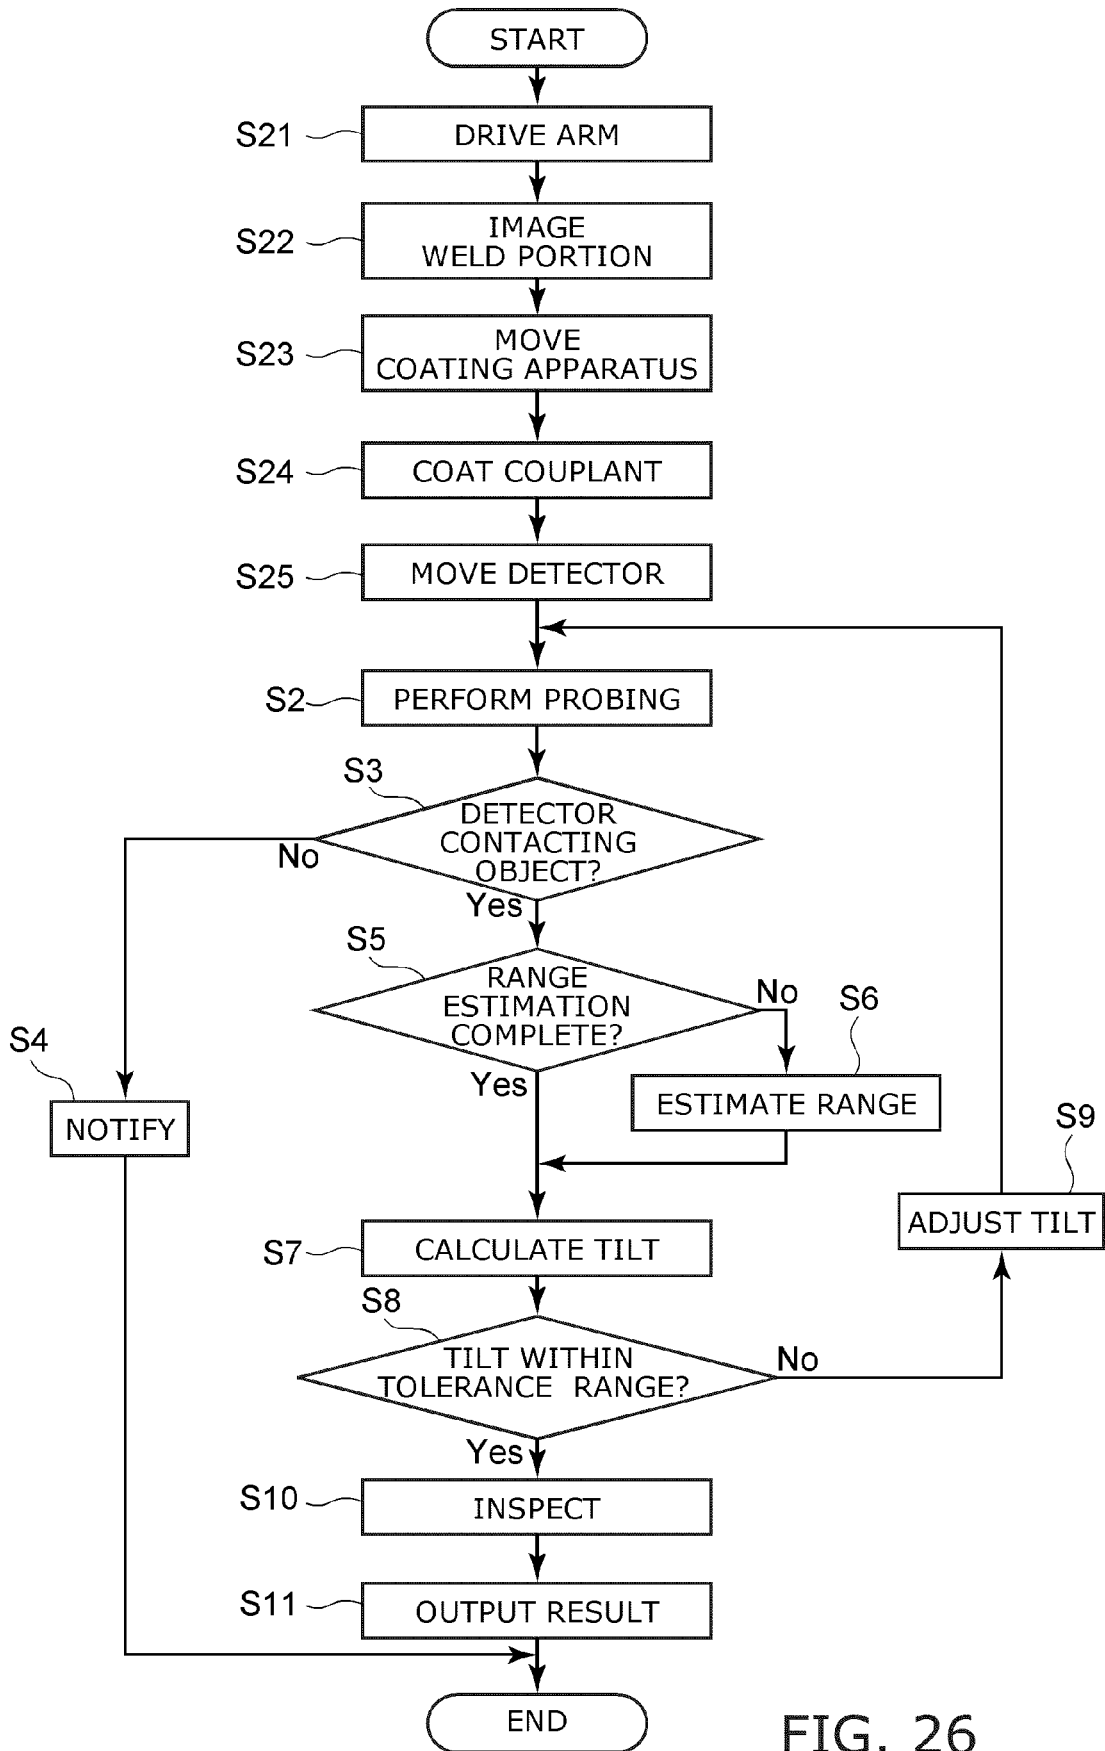 START
S21
DRIVE ARM
S22
IMAGE
WELD PORTION
S23
MOVE
COATING APPARATUS
S24
COAT COUPLANT
S25
MOVE DETECTOR
S2
PERFORM PROBING
S3
DETECTOR
CONTACTING
OBJECT?
No
Yes
S5
RANGE
ESTIMATION
COMPLETE?
No
Yes
S6
ESTIMATE RANGE
S4
NOTIFY
S9
ADJUST TILT
S7
CALCULATE TILT
S8
TILT WITHIN
TOLERANCE RANGE?
No
Yes
S10
INSPECT
S11
OUTPUT RESULT
END
FIG. 26